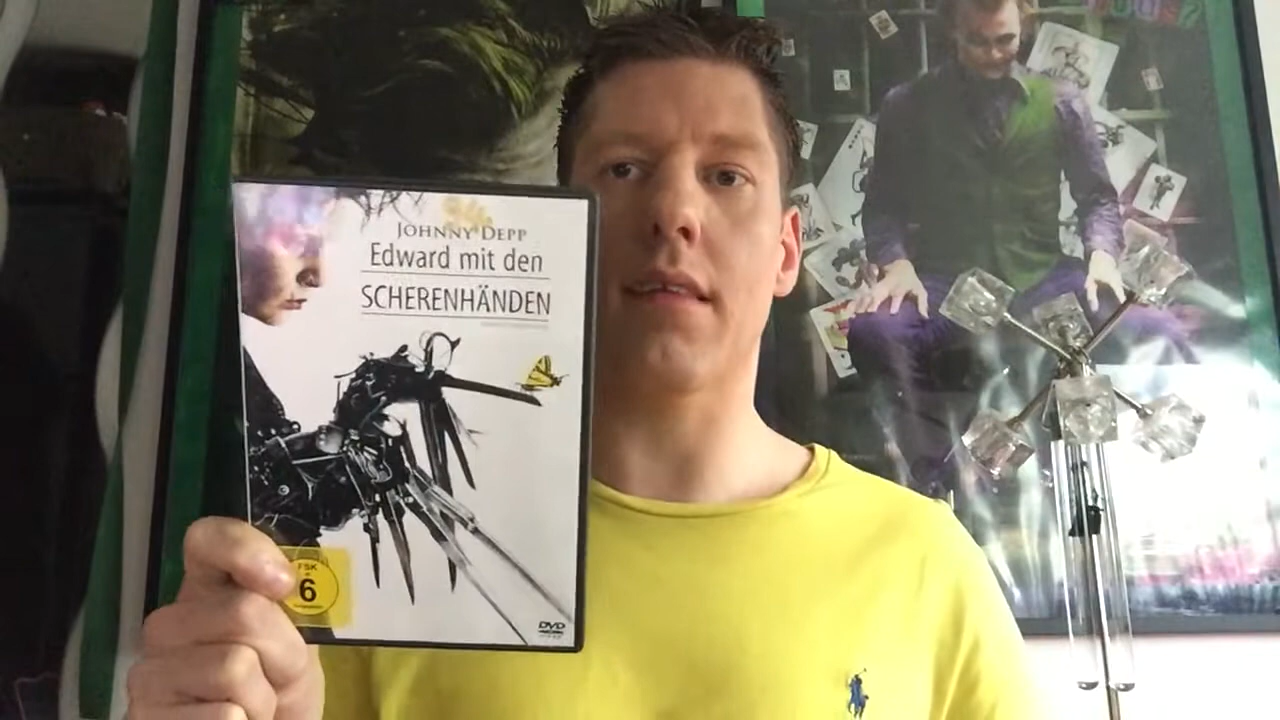 JOHNNY DEPP
Edward mit den
SCHERENHÄNDEN
FSK
6
DVD